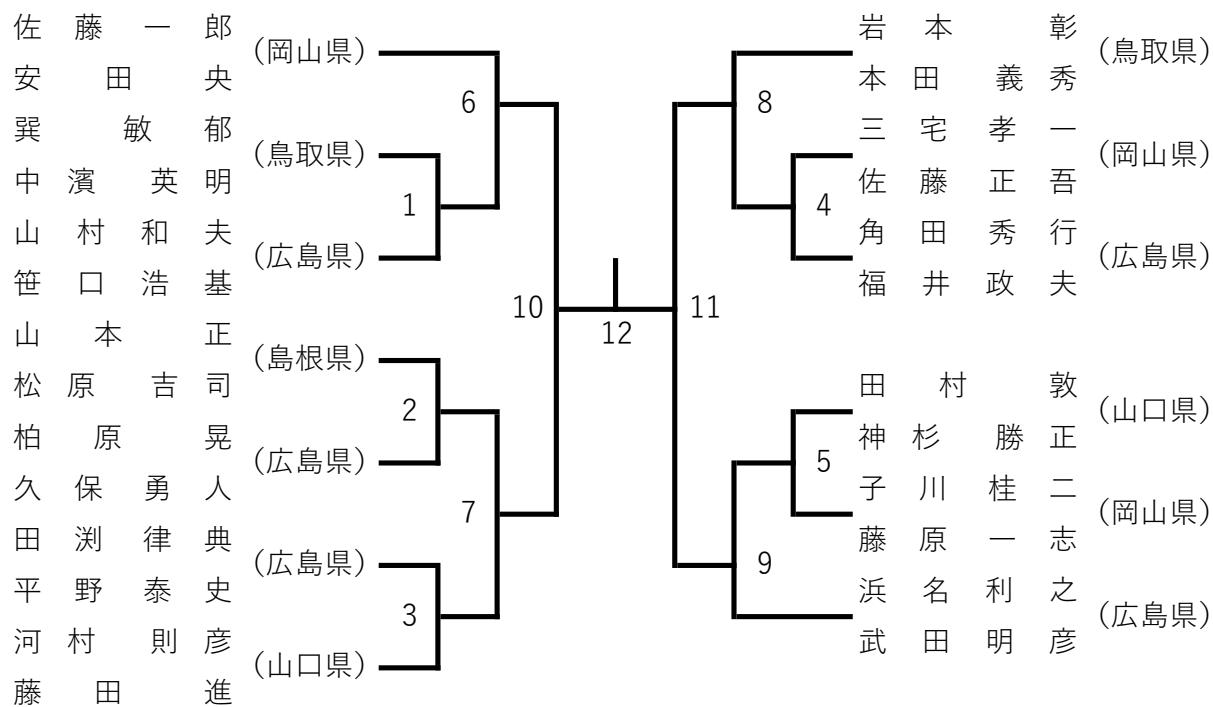 佐藤一郎
(岡山県)
安田央
6
巽敏郁
(鳥取県)
中濱英明
1
山村和夫
(広島県)
笹口浩基
10
山本正
(島根県)
松原吉司
2
柏原晃
(広島県)
久保勇人
7
田渕律典
(広島県)
平野泰史
3
河村則彦
(山口県)
藤田進
12
岩本彰
(鳥取県)
本田義秀
8
三宅孝一
(岡山県)
佐藤正吾
4
角田秀行
(広島県)
福井政夫
11
田村敦
(山口県)
神杉勝正
5
子川桂二
(岡山県)
藤原一志
9
浜名利之
(広島県)
武田明彦